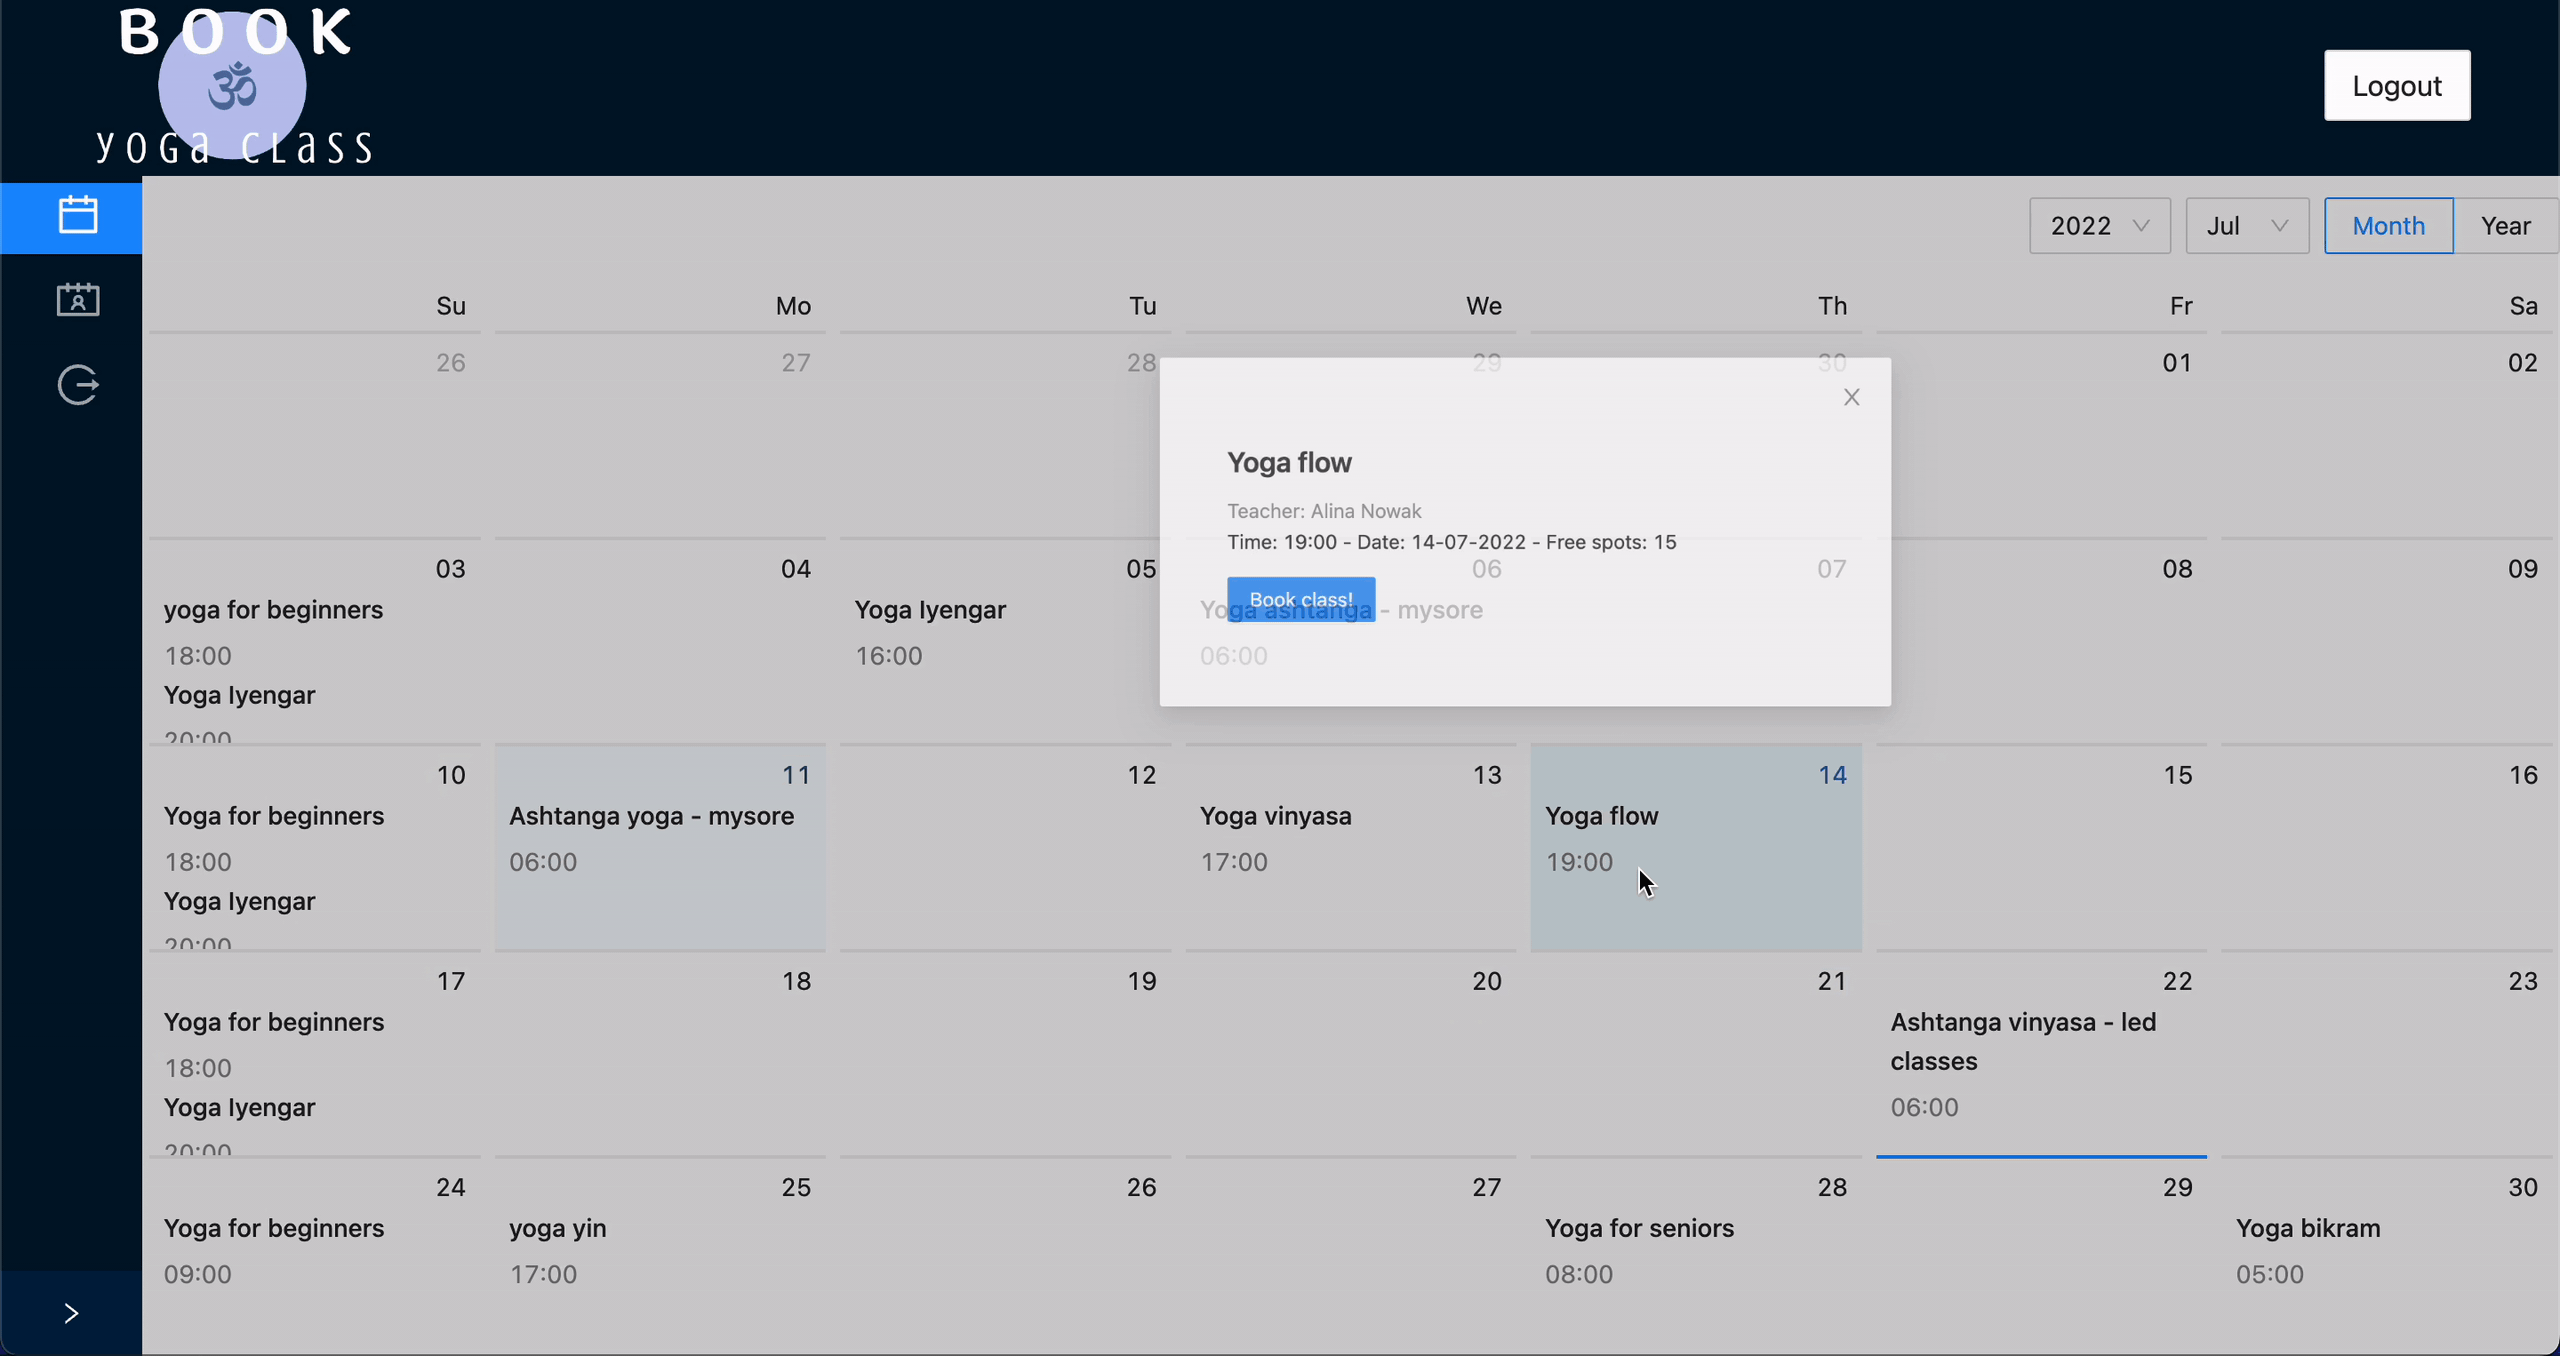 BOOK
ॐ
yoGa cLass
Logout
2022 Jul Month Year
Su Mo Tu We Th Fr Sa
26 27 28 29 30 01 02
X
Yoga flow
Teacher: Alina Nowak
Time: 19:00 - Date: 14-07-2022 - Free spots: 15
Book class!
03 04 05 06 07 08 09
yoga for beginners
18:00
Yoga Iyengar
20:00
Yoga Iyengar
16:00
Yoga ashtanga - mysore
06:00
10 11 12 13 14 15 16
Yoga for beginners
18:00
Yoga Iyengar
20:00
Ashtanga yoga - mysore
06:00
Yoga vinyasa
17:00
Yoga flow
19:00
17 18 19 20 21 22 23
Yoga for beginners
18:00
Yoga Iyengar
20:00
Ashtanga vinyasa - led
classes
06:00
24 25 26 27 28 29 30
Yoga for beginners
09:00
yoga yin
17:00
Yoga for seniors
08:00
Yoga bikram
05:00